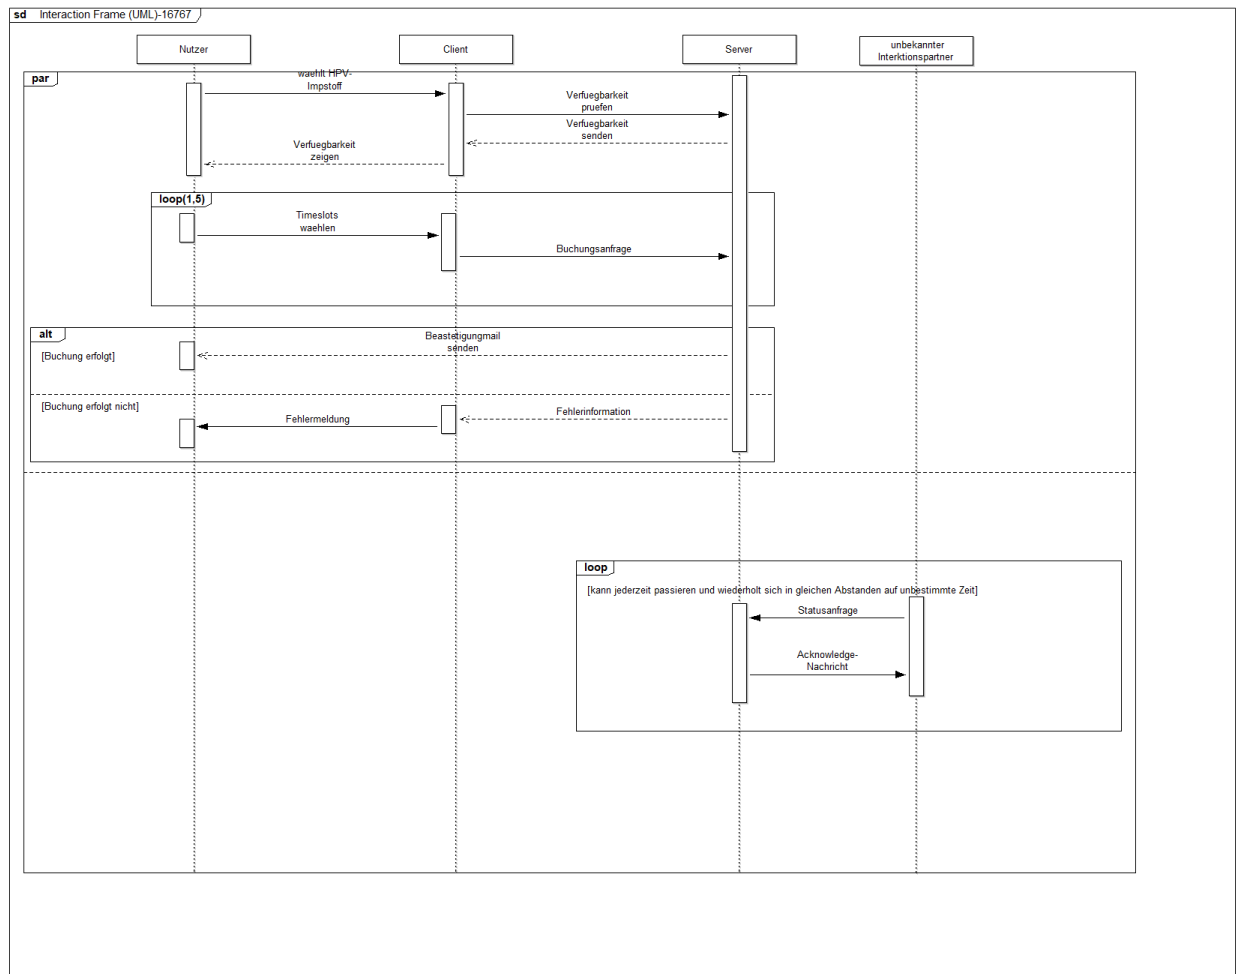 sd Interaction Frame (UML)-16767
Nutzer
Client
Server
unbekannter
Interktionspartner
par
waehlt HPV-
Impstoff
Verfuegbarkeit
pruefen
Verfuegbarkeit
senden
Verfuegbarkeit
zeigen
loop(1,5)
Timeslots
waehlen
Buchungsanfrage
alt
[Buchung erfolgt]
Beastetigungmail
senden
[Buchung erfolgt nicht]
Fehlerinformation
Fehlermeldung
loop
[kann jederzeit passieren und wiederholt sich in gleichen Abstanden auf unbestimmte Zeit]
Statusanfrage
Acknowledge-
Nachricht